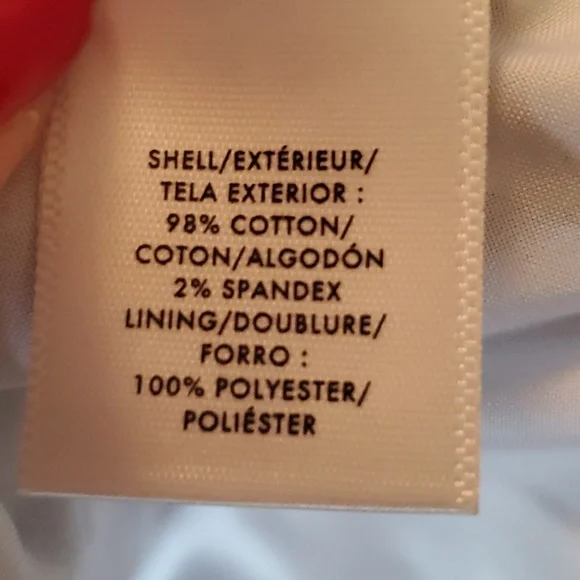 SHELL/EXTÉRIEUR/
TELA EXTERIOR :
98% COTTON/
COTON/ALGODÓN
2% SPANDEX
LINING/DOUBLURE/
FORRO :
100% POLYESTER/
POLIÉSTER